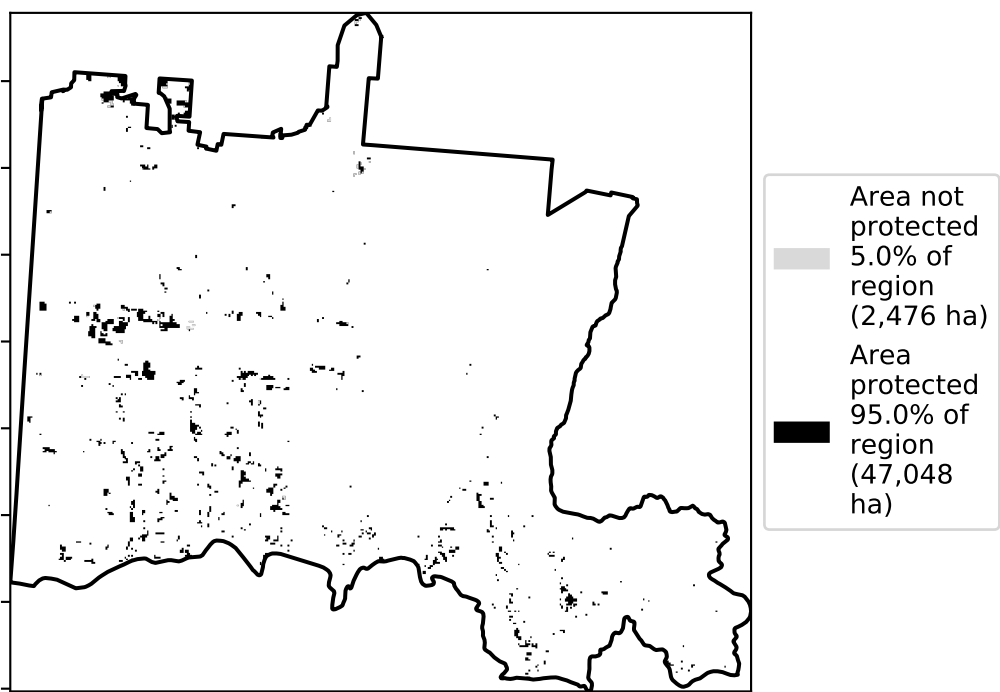 Area not
protected
5.0% of
region
(2,476 ha)
Area
protected
95.0% of
region
(47,048
ha)